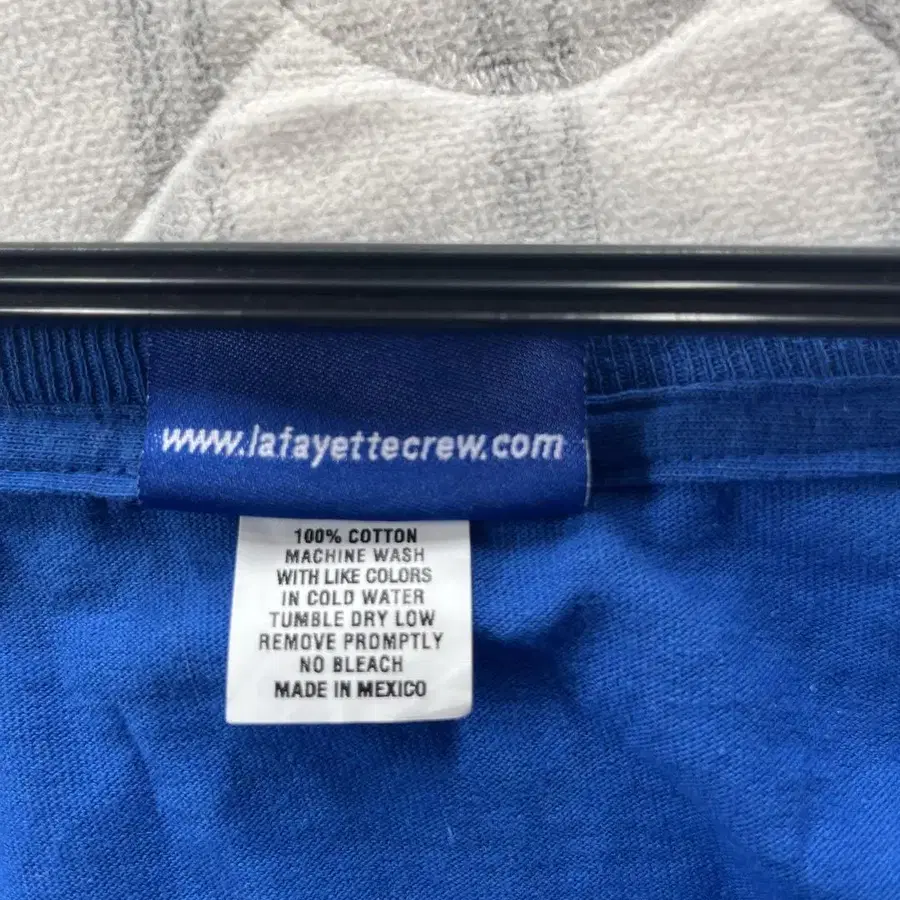 www.lafayettecrew.com
100% COTTON
MACHINE WASH
WITH LIKE COLORS
IN COLD WATER
TUMBLE DRY LOW
REMOVE PROMPTLY
NO BLEACH
MADE IN MEXICO